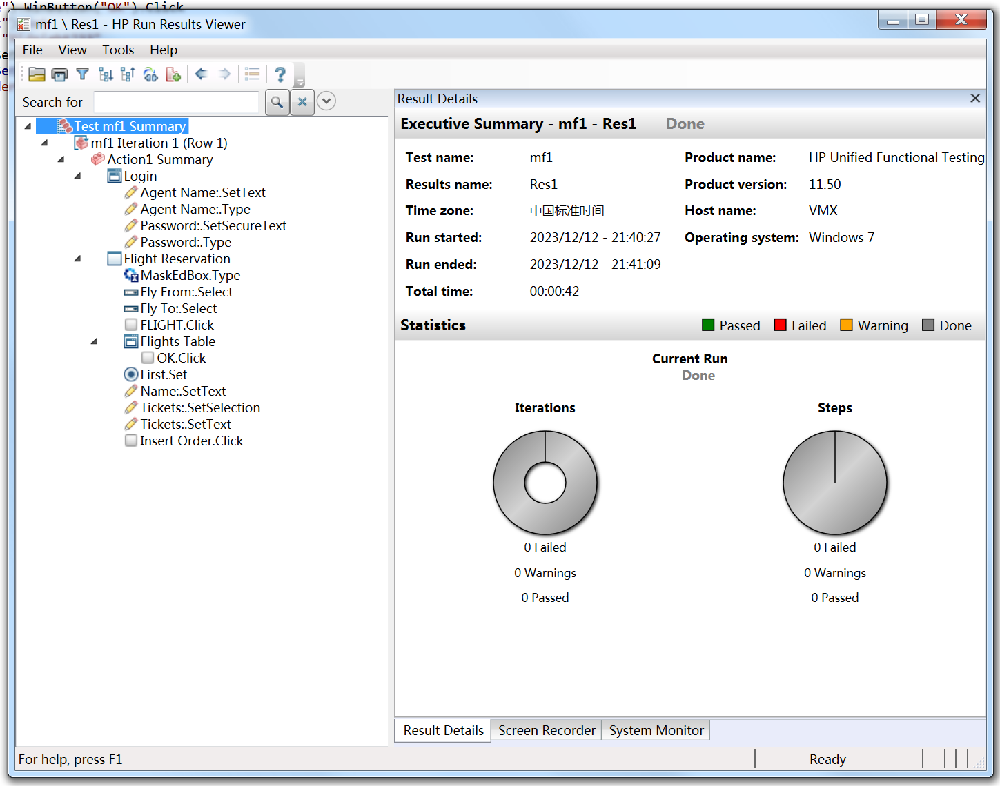 ").WinButton("OK").Click
mf1 \ Res1 - HP Run Results Viewer
File View Tools Help
Search for
Test mf1 Summary
mf1 Iteration 1 (Row 1)
Action1 Summary
Login
Agent Name:.SetText
Agent Name:.Type
Password:.SetSecureText
Password:.Type
Flight Reservation
MaskEdBox.Type
Fly From:.Select
Fly To:.Select
FLIGHT.Click
Flights Table
OK.Click
First.Set
Name:.SetText
Tickets:.SetSelection
Tickets:.SetText
Insert Order.Click
Result Details
Executive Summary - mf1 - Res1 Done
Test name: mf1 Product name: HP Unified Functional Testing
Results name: Res1 Product version: 11.50
Time zone: 中国标准时间 Host name: VMX
Run started: 2023/12/12 - 21:40:27 Operating system: Windows 7
Run ended: 2023/12/12 - 21:41:09
Total time: 00:00:42
Statistics Passed Failed Warning Done
Current Run
Done
Iterations Steps
0 Failed 0 Failed
0 Warnings 0 Warnings
0 Passed 0 Passed
Result Details Screen Recorder System Monitor
For help, press F1 Ready